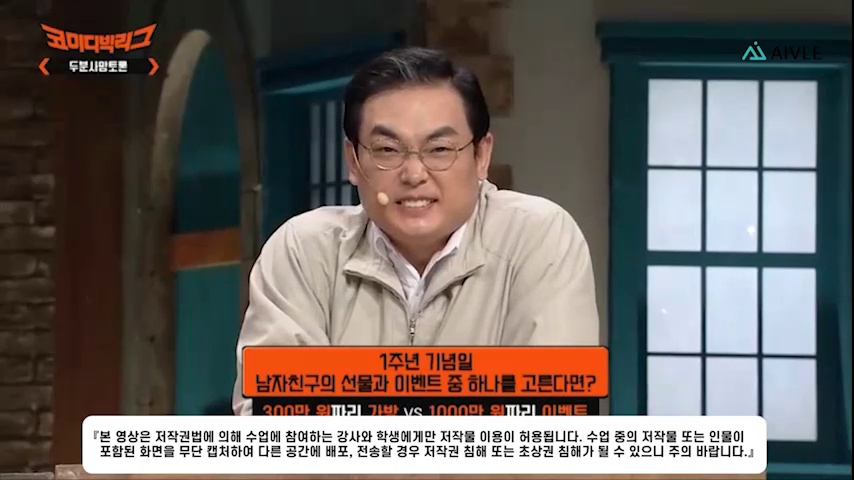 코미디빅리그
두분사망토론
AIVLE
1주년 기념일
남자친구의 선물과 이벤트 중 하나를 고른다면?
300만 원짜리 가방 vs 1000만 원짜리 이벤트
『본 영상은 저작권법에 의해 수업에 참여하는 강사와 학생에게만 저작물 이용이 허용됩니다. 수업 중의 저작물 또는 인물이
포함된 화면을 무단 캡처하여 다른 공간에 배포, 전송할 경우 저작권 침해 또는 초상권 침해가 될 수 있으니 주의 바랍니다.』